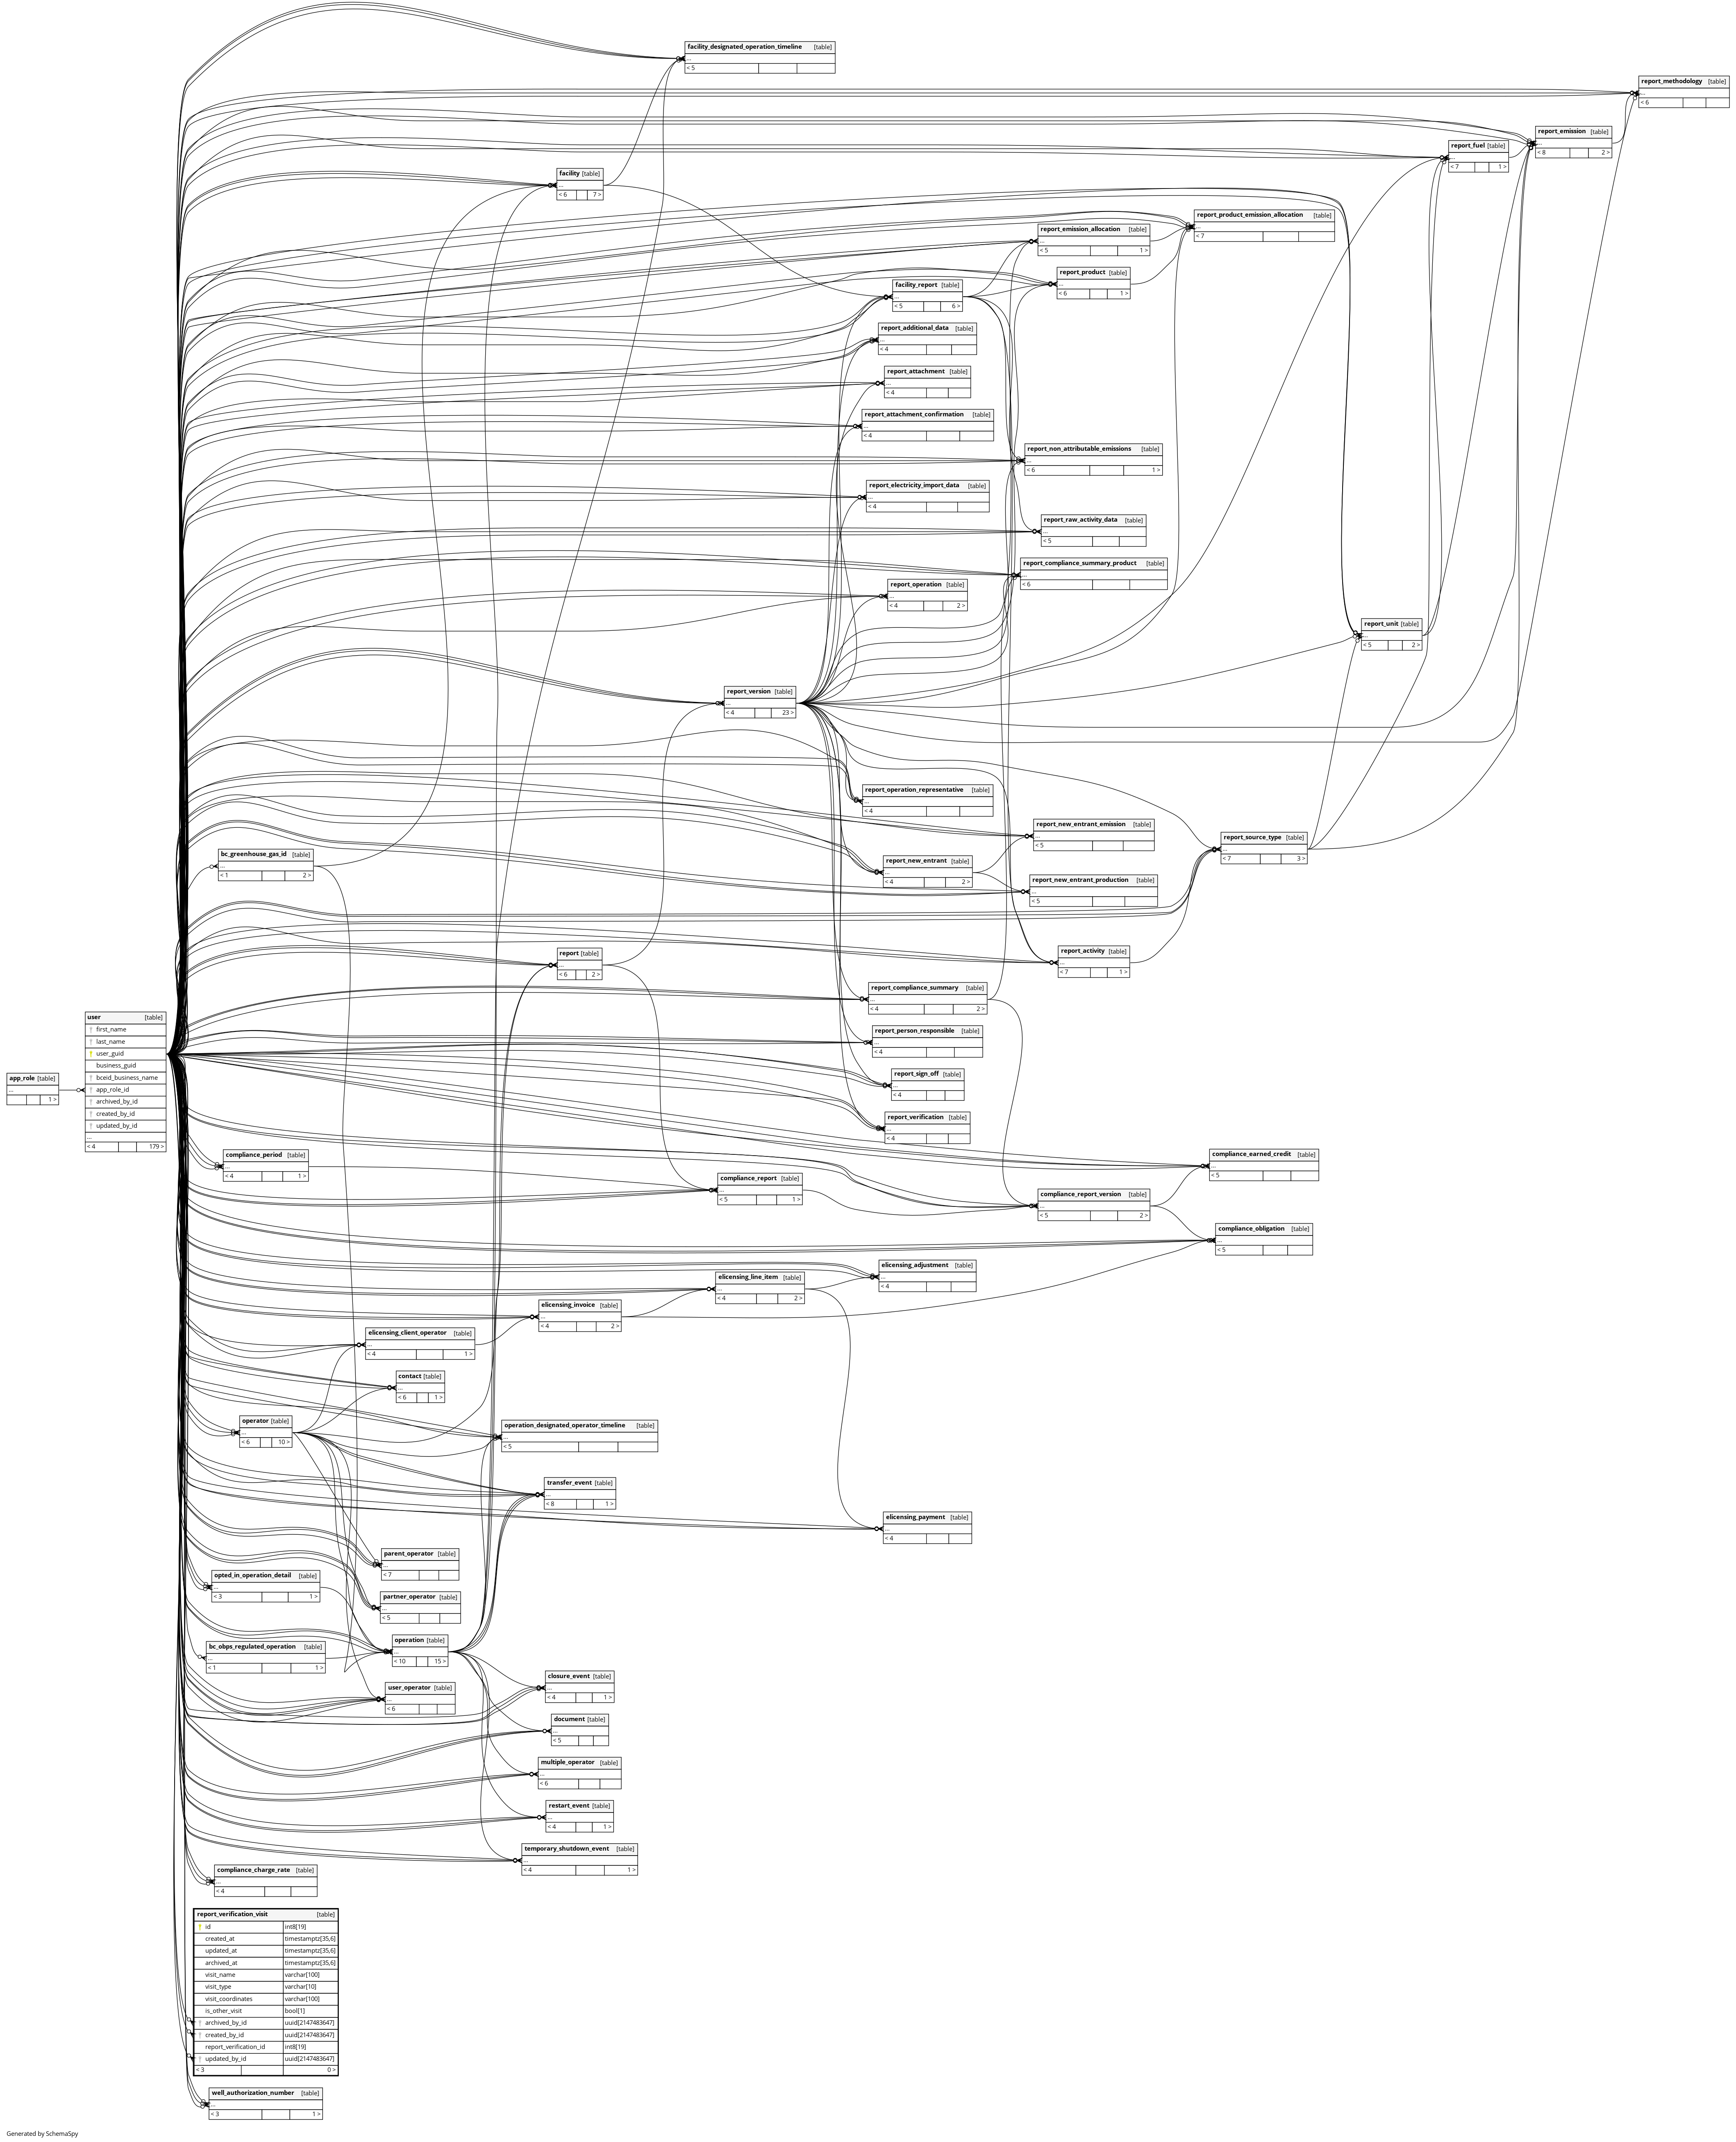 facility_designated_operation_timeline [table]
...
< 5
report_methodology [table]
...
< 6
report_emission [table]
...
< 8 2 >
report_fuel [table]
...
< 7 1 >
facility [table]
...
< 6 7 >
report_product_emission_allocation [table]
...
< 7
report_emission_allocation [table]
...
< 5 1 >
report_product [table]
...
< 6 1 >
facility_report [table]
...
< 5 6 >
report_additional_data [table]
...
< 4
report_attachment [table]
...
< 4
report_attachment_confirmation [table]
...
< 4
report_non_attributable_emissions [table]
...
< 6 1 >
report_electricity_import_data [table]
...
< 4
report_raw_activity_data [table]
...
< 5
report_compliance_summary_product [table]
...
< 6
report_operation [table]
...
< 4 2 >
report_unit [table]
...
< 5 2 >
report_version [table]
...
< 4 23 >
report_operation_representative [table]
...
< 4
report_new_entrant_emission [table]
...
< 5
report_source_type [table]
...
< 7 3 >
bc_greenhouse_gas_id [table]
...
< 1 2 >
report_new_entrant [table]
...
< 4 2 >
report_new_entrant_production [table]
...
< 5
report [table]
...
< 6 2 >
report_activity [table]
...
< 7 1 >
report_compliance_summary [table]
...
< 4 2 >
user [table]
first_name
last_name
user_guid
business_guid
bceid_business_name
app_role_id
archived_by_id
created_by_id
updated_by_id
...
< 4 179 >
report_person_responsible [table]
...
< 4
app_role [table]
...
1 >
report_sign_off [table]
...
< 4
report_verification [table]
...
< 4
compliance_period [table]
...
< 4 1 >
compliance_earned_credit [table]
...
< 5
compliance_report [table]
...
< 5 1 >
compliance_report_version [table]
...
< 5 2 >
compliance_obligation [table]
...
< 5
elicensing_adjustment [table]
...
< 4
elicensing_line_item [table]
...
< 4 2 >
elicensing_invoice [table]
...
< 4 2 >
elicensing_client_operator [table]
...
< 4 1 >
contact [table]
...
< 6 1 >
operator [table]
...
< 6 10 >
operation_designated_operator_timeline [table]
...
< 5
transfer_event [table]
...
< 8 1 >
elicensing_payment [table]
...
< 4
parent_operator [table]
...
< 7
opted_in_operation_detail [table]
...
< 3 1 >
partner_operator [table]
...
< 5
operation [table]
...
< 10 15 >
bc_obps_regulated_operation [table]
...
< 1 1 >
closure_event [table]
...
< 4 1 >
user_operator [table]
...
< 6
document [table]
...
< 5
multiple_operator [table]
...
< 6
restart_event [table]
...
< 4 1 >
temporary_shutdown_event [table]
...
< 4 1 >
compliance_charge_rate [table]
...
< 4
report_verification_visit [table]
id int8[19]
created_at timestamptz[35,6]
updated_at timestamptz[35,6]
archived_at timestamptz[35,6]
visit_name varchar[100]
visit_type varchar[10]
visit_coordinates varchar[100]
is_other_visit bool[1]
archived_by_id uuid[2147483647]
created_by_id uuid[2147483647]
report_verification_id int8[19]
updated_by_id uuid[2147483647]
< 3 0 >
well_authorization_number [table]
...
< 3 1 >
Generated by SchemaSpy